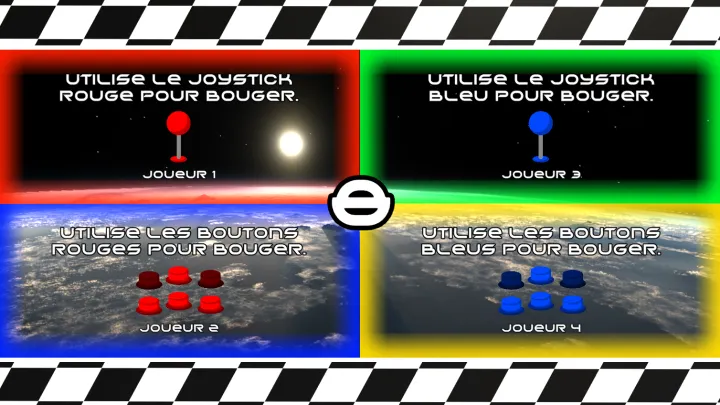 UTILISE LE JOYSTICK
ROUGE POUR BOUGER.
JOUEUR 1
UTILISE LE JOYSTICK
BLEU POUR BOUGER.
JOUEUR 3
UTILISE LES BOUTONS
ROUGES POUR BOUGER.
JOUEUR 2
UTILISE LES BOUTONS
BLEUS POUR BOUGER.
JOUEUR 4